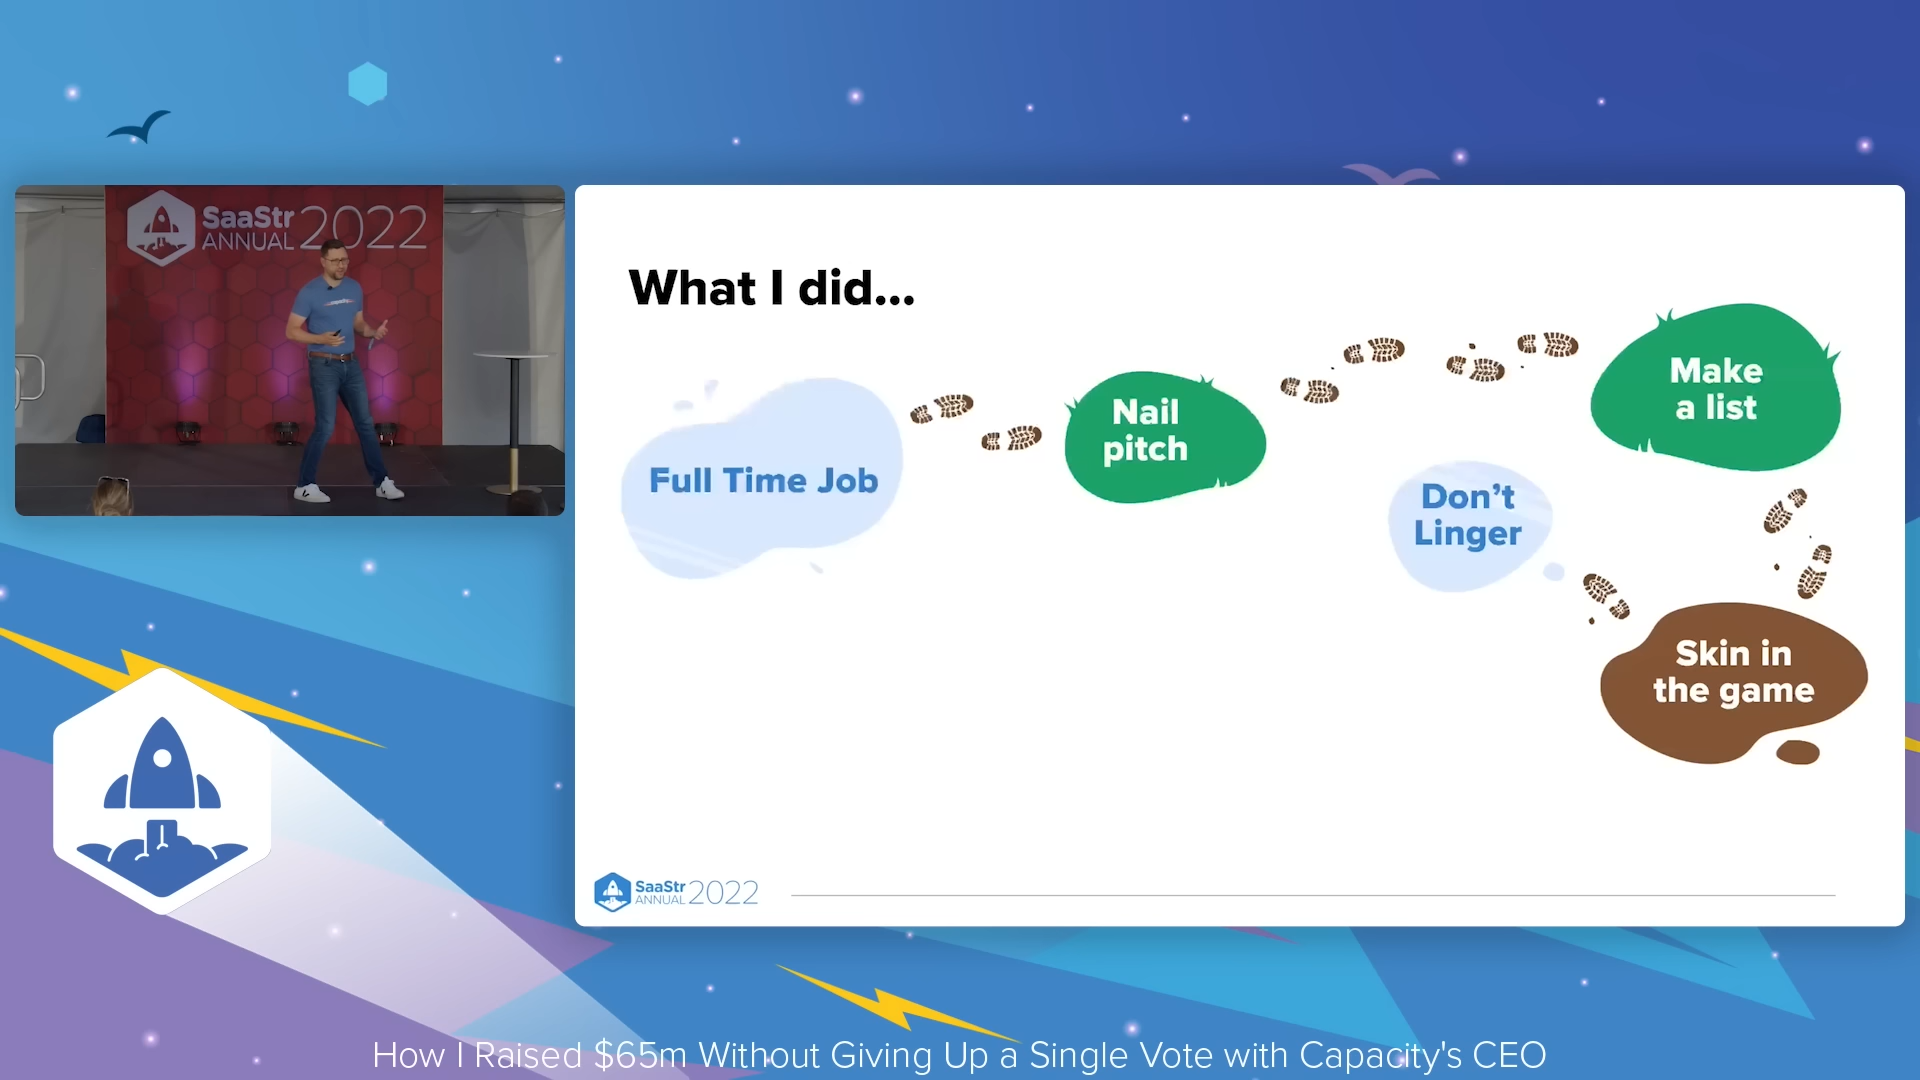 SaaStr
ANNUAL 2022
What I did...
Full Time Job
Nail
pitch
Make
a list
Don't
Linger
Skin in
the game
SaaStr
ANNUAL 2022
How I Raised $65m Without Giving Up a Single Vote with Capacity's CEO